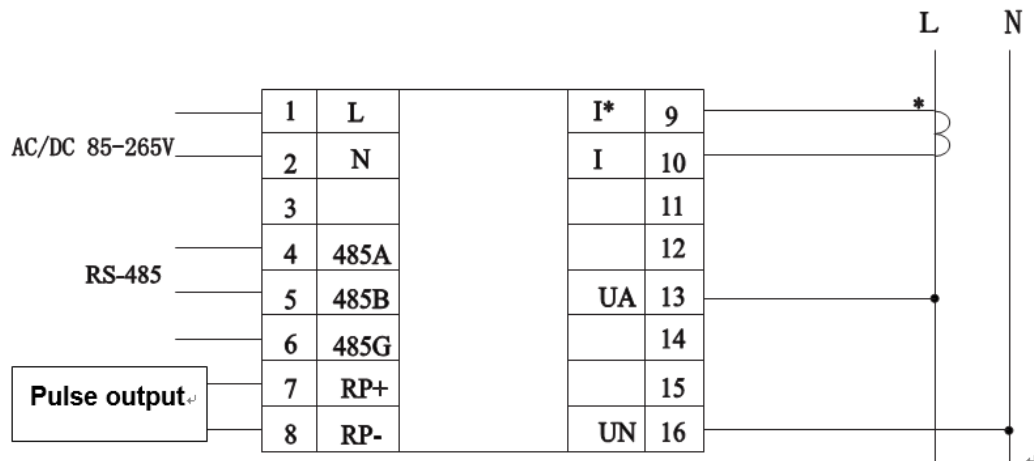 L N
1 L I* 9 *
AC/DC 85-265V 2 N I 10
3 11
4 485A 12
RS-485
5 485B UA 13
6 485G 14
Pulse output 7 RP+ 15
8 RP- UN 16